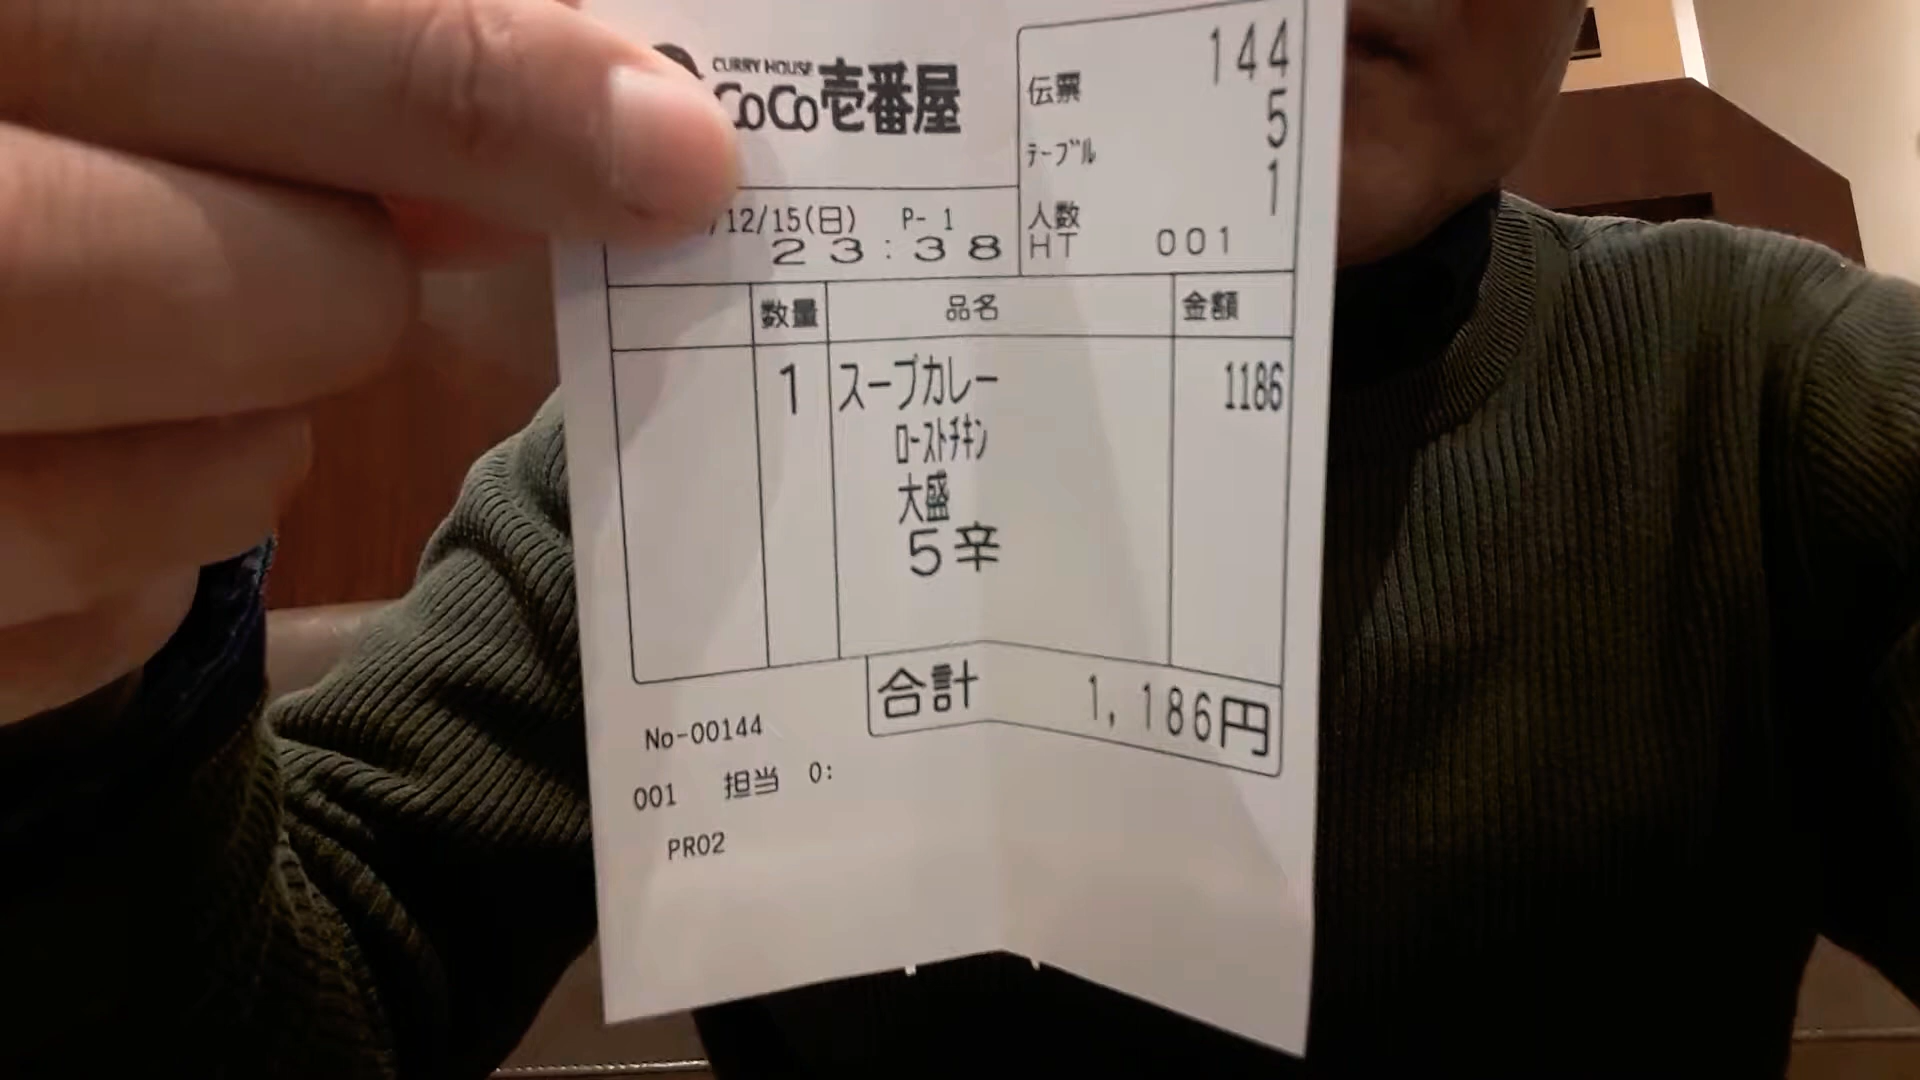 CURRY HOUSE
CoCo壱番屋
伝票 144
テーブル 5
人数 1
HT 001
/12/15(日) P- 1
23:38
数量 品名 金額
1 スープカレー 1186
ローストチキン
大盛
5辛
合計 1,186円
No-00144
001 担当 0:
PR02